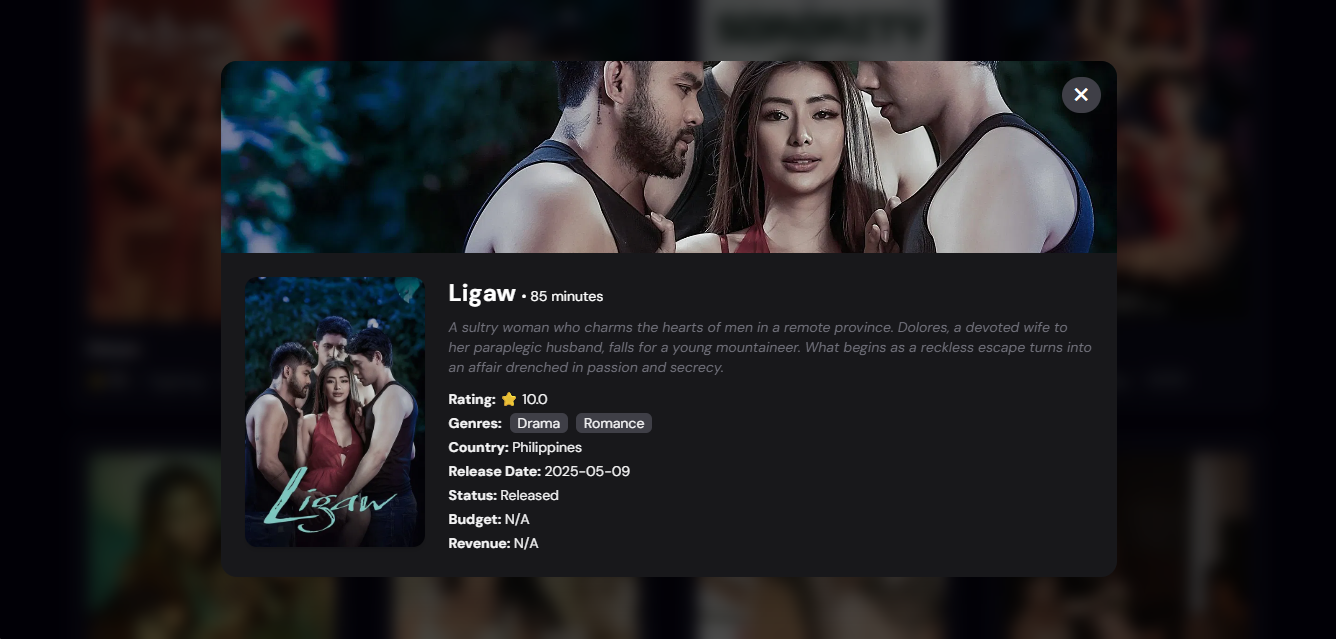 Ligaw • 85 minutes
A sultry woman who charms the hearts of men in a remote province. Dolores, a devoted wife to
her paraplegic husband, falls for a young mountaineer. What begins as a reckless escape turns into
an affair drenched in passion and secrecy.
Rating: ⭐ 10.0
Genres: Drama Romance
Country: Philippines
Release Date: 2025-05-09
Status: Released
Budget: N/A
Revenue: N/A
Ligaw